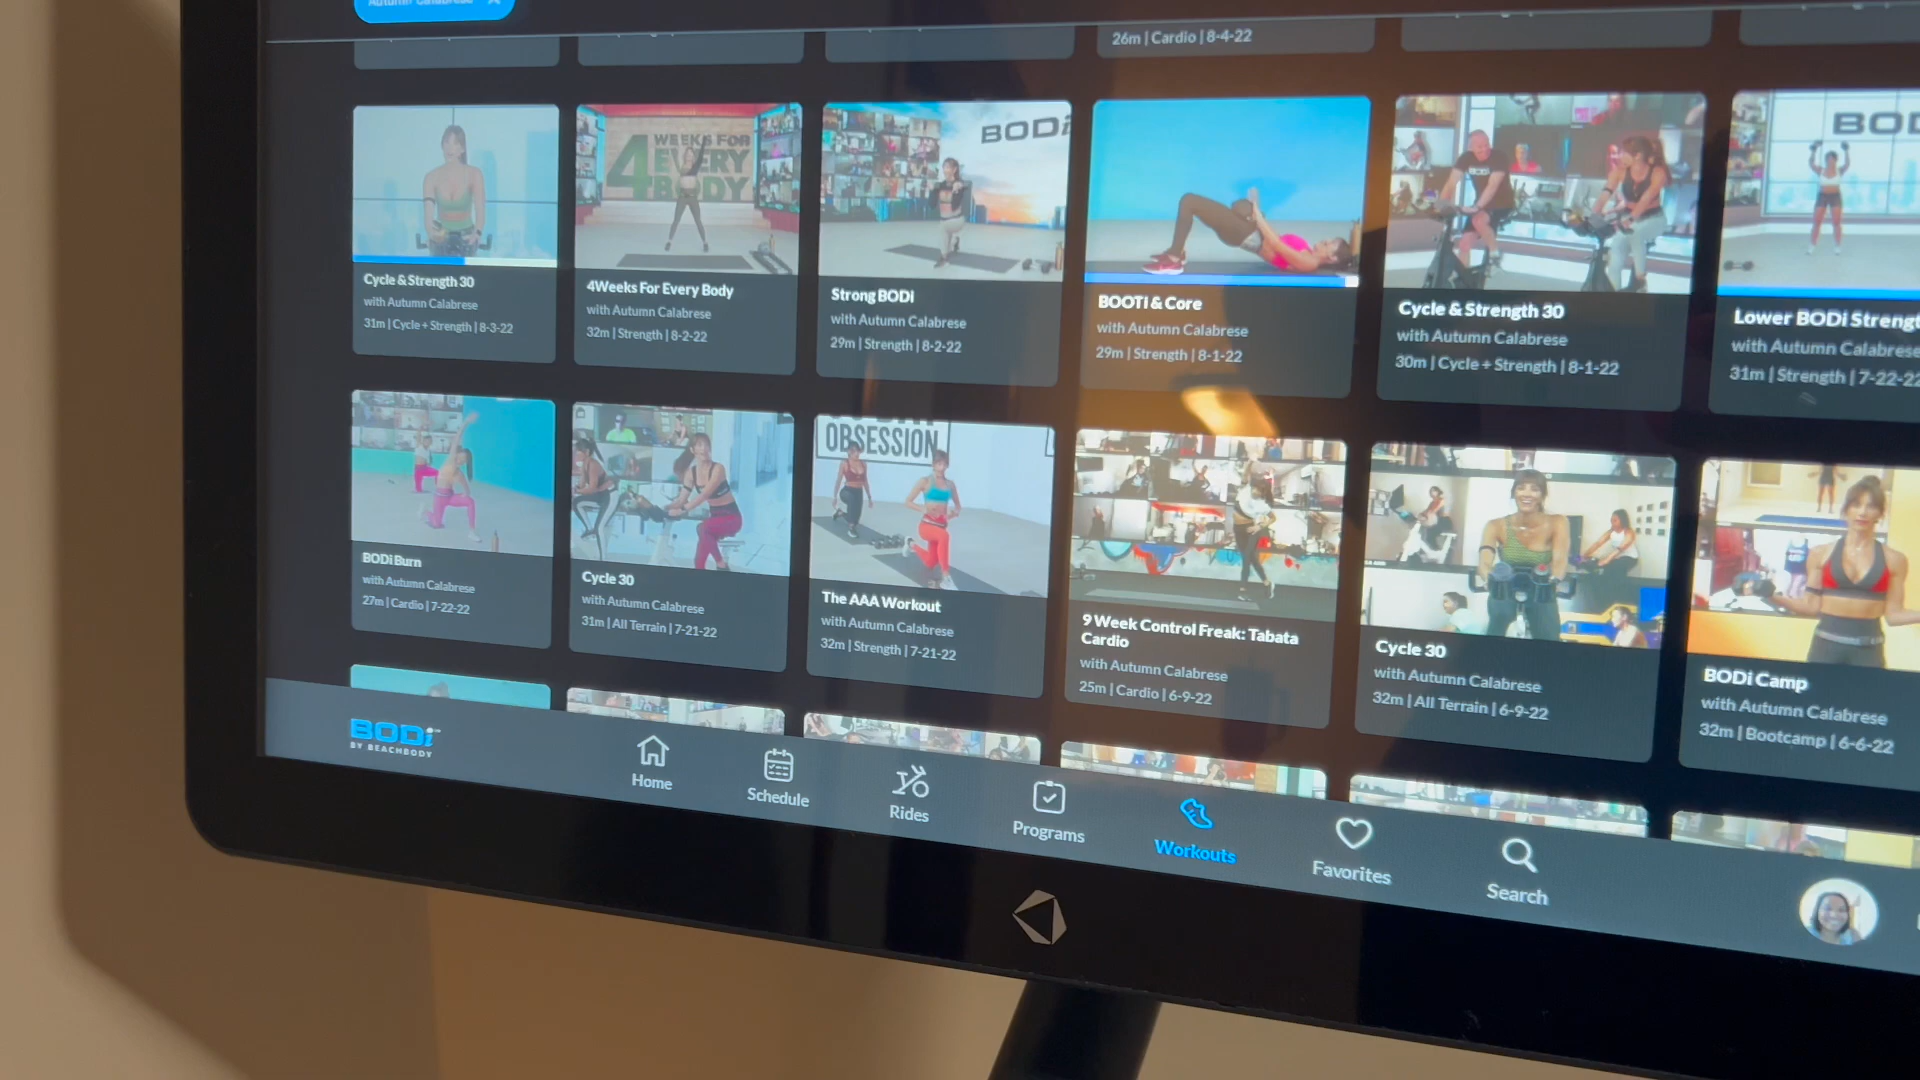 Autumn Calabrese
26m | Cardio | 8-4-22
4 WEEKS FOR
EVERY
BODY
BODi
BOD
Cycle & Strength 30
with Autumn Calabrese
31m | Cycle + Strength | 8-3-22
4Weeks For Every Body
with Autumn Calabrese
32m | Strength | 8-2-22
Strong BODI
with Autumn Calabrese
29m | Strength | 8-2-22
BOOTi & Core
with Autumn Calabrese
29m | Strength | 8-1-22
Cycle & Strength 30
with Autumn Calabrese
30m | Cycle + Strength | 8-1-22
Lower BODi Strengt
with Autumn Calabrese
31m | Strength | 7-22-22
OBSESSION
BODi Burn
with Autumn Calabrese
27m | Cardio | 7-22-22
Cycle 30
with Autumn Calabrese
31m | All Terrain | 7-21-22
The AAA Workout
with Autumn Calabrese
32m | Strength | 7-21-22
9 Week Control Freak: Tabata
Cardio
with Autumn Calabrese
25m | Cardio | 6-9-22
Cycle 30
with Autumn Calabrese
32m | All Terrain | 6-9-22
BODi Camp
with Autumn Calabrese
32m | Bootcamp | 6-6-22
BODi
BY BEACHBODY
Home
Schedule
Rides
Programs
Workouts
Favorites
Search